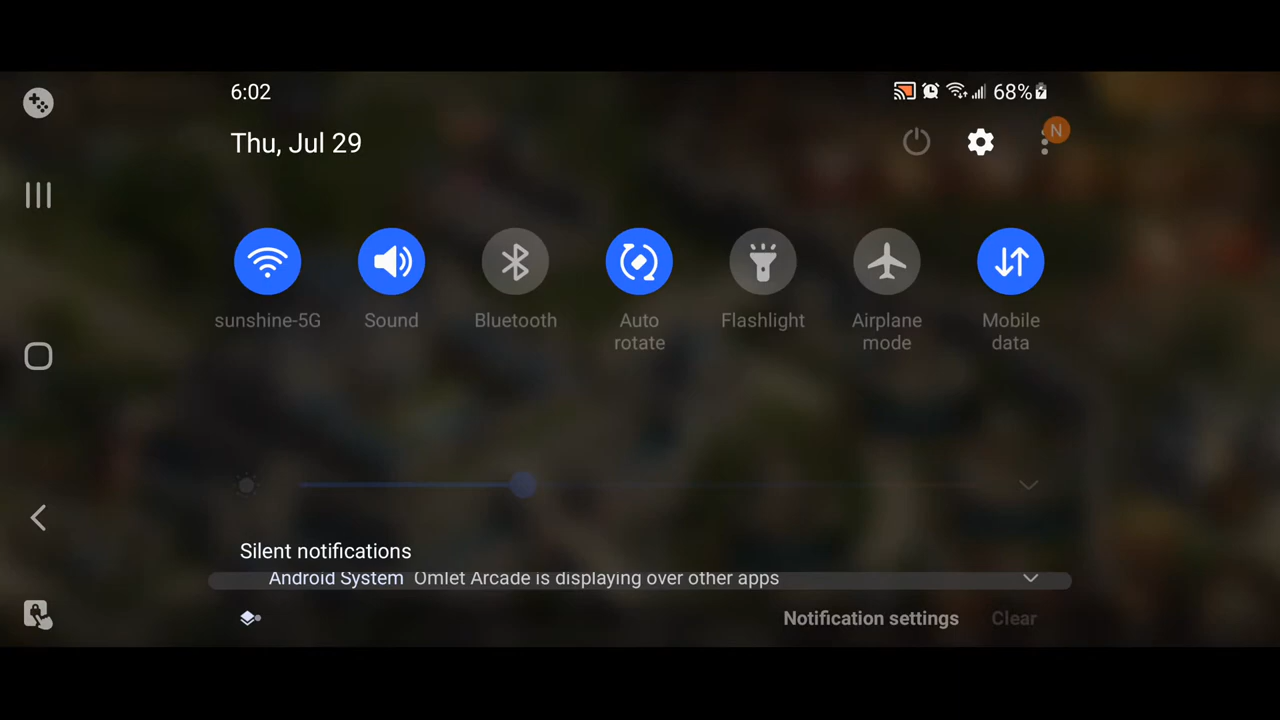 6:02
68%
Thu, Jul 29
N
sunshine-5G
Sound
Bluetooth
Auto
rotate
Flashlight
Airplane
mode
Mobile
data
Silent notifications
Android System Omlet Arcade is displaying over other apps
Notification settings
Clear